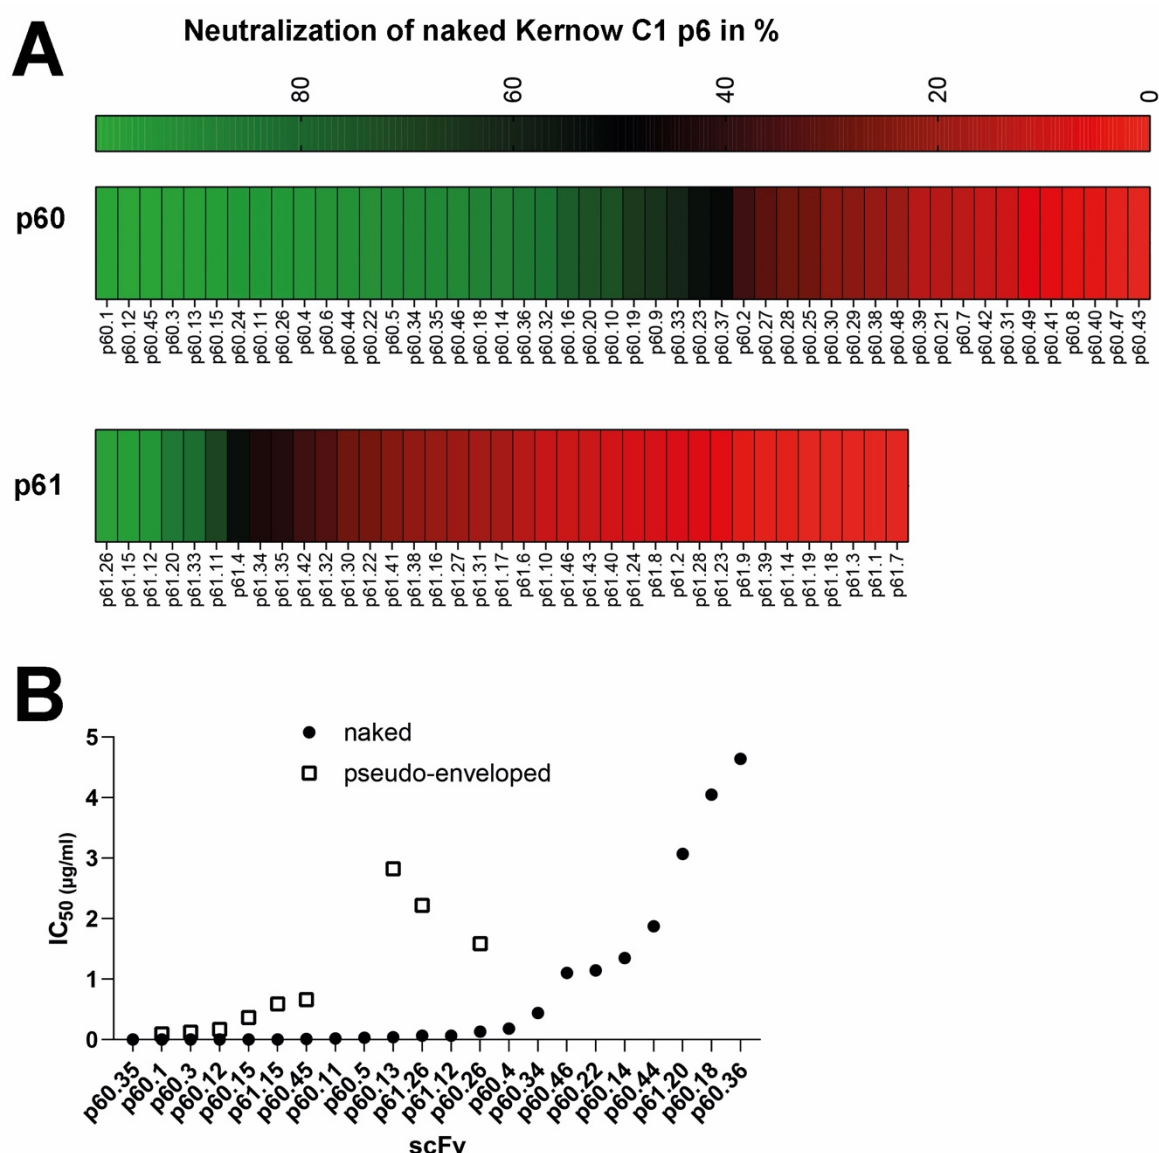 A
Neutralization of naked Kernow C1 p6 in %
80 60 40 20 0
p60
p60.1 p60.12 p60.45 p60.3 p60.13 p60.15 p60.24 p60.11 p60.26 p60.4 p60.6 p60.44 p60.22 p60.5 p60.34 p60.35 p60.46 p60.18 p60.14 p60.36 p60.32 p60.16 p60.20 p60.10 p60.19 p60.9 p60.33 p60.23 p60.37 p60.2 p60.27 p60.28 p60.25 p60.30 p60.29 p60.38 p60.48 p60.39 p60.21 p60.7 p60.42 p60.31 p60.49 p60.41 p60.8 p60.40 p60.47 p60.43
p61
p61.26 p61.15 p61.12 p61.20 p61.33 p61.11 p61.4 p61.34 p61.35 p61.42 p61.32 p61.30 p61.22 p61.41 p61.38 p61.16 p61.27 p61.31 p61.17 p61.6 p61.10 p61.46 p61.43 p61.40 p61.24 p61.8 p61.2 p61.28 p61.23 p61.9 p61.39 p61.14 p61.19 p61.18 p61.3 p61.1 p61.7
B
naked
pseudo-enveloped
IC50 (µg/ml)
5
4
3
2
1
0
p60.35 p60.1 p60.3 p60.12 p60.15 p61.15 p60.45 p60.11 p60.5 p60.13 p61.26 p61.12 p60.26 p60.4 p60.34 p60.46 p60.22 p60.14 p60.44 p61.20 p60.18 p60.36
scFv